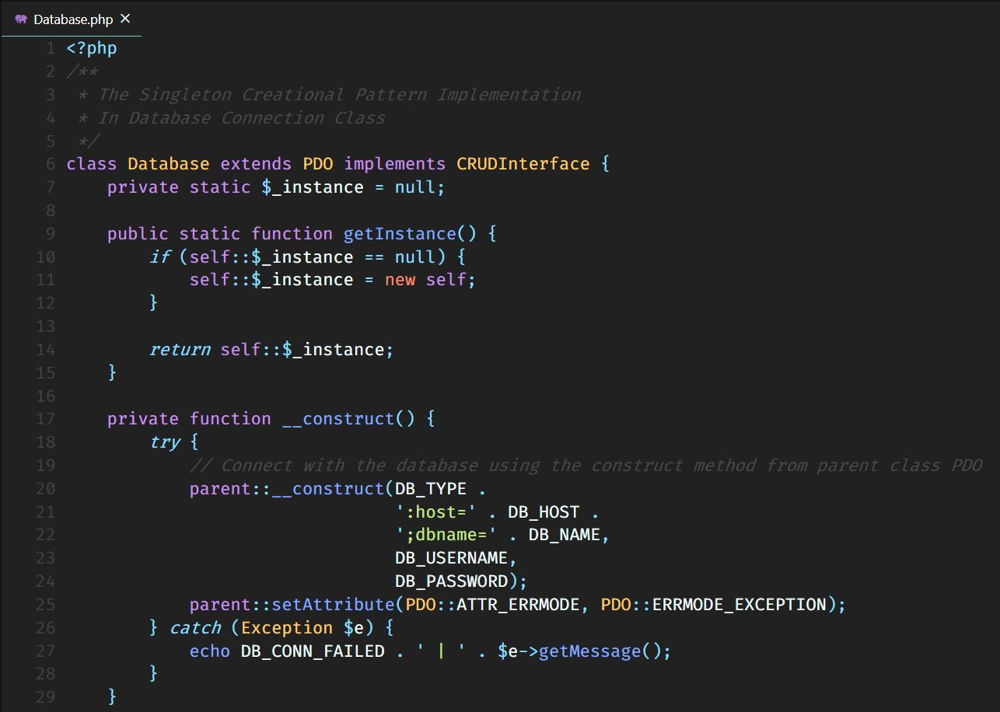 Database.php ×
1 <?php
2 /**
3  * The Singleton Creational Pattern Implementation
4  * In Database Connection Class
5  */
6 class Database extends PDO implements CRUDInterface {
7     private static $_instance = null;
8
9     public static function getInstance() {
10         if (self::$_instance == null) {
11             self::$_instance = new self;
12         }
13
14         return self::$_instance;
15     }
16
17     private function __construct() {
18         try {
19             // Connect with the database using the construct method from parent class PDO
20             parent::__construct(DB_TYPE .
21                                 ':host=' . DB_HOST .
22                                 ';dbname=' . DB_NAME,
23                                 DB_USERNAME,
24                                 DB_PASSWORD);
25             parent::setAttribute(PDO::ATTR_ERRMODE, PDO::ERRMODE_EXCEPTION);
26         } catch (Exception $e) {
27             echo DB_CONN_FAILED . ' | ' . $e->getMessage();
28         }
29     }